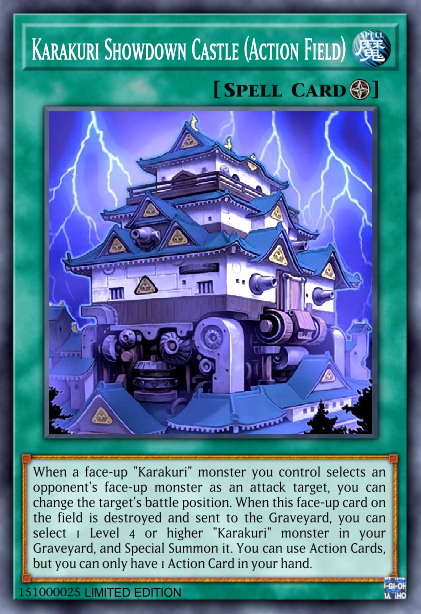 Karakuri Showdown Castle (Action Field)
SPELL
魔
[SPELL CARD]
When a face-up "Karakuri" monster you control selects an
opponent's face-up monster as an attack target, you can
change the target's battle position. When this face-up card on
the field is destroyed and sent to the Graveyard, you can
select 1 Level 4 or higher "Karakuri" monster in your
Graveyard, and Special Summon it. You can use Action Cards,
but you can only have 1 Action Card in your hand.
151000025 LIMITED EDITION